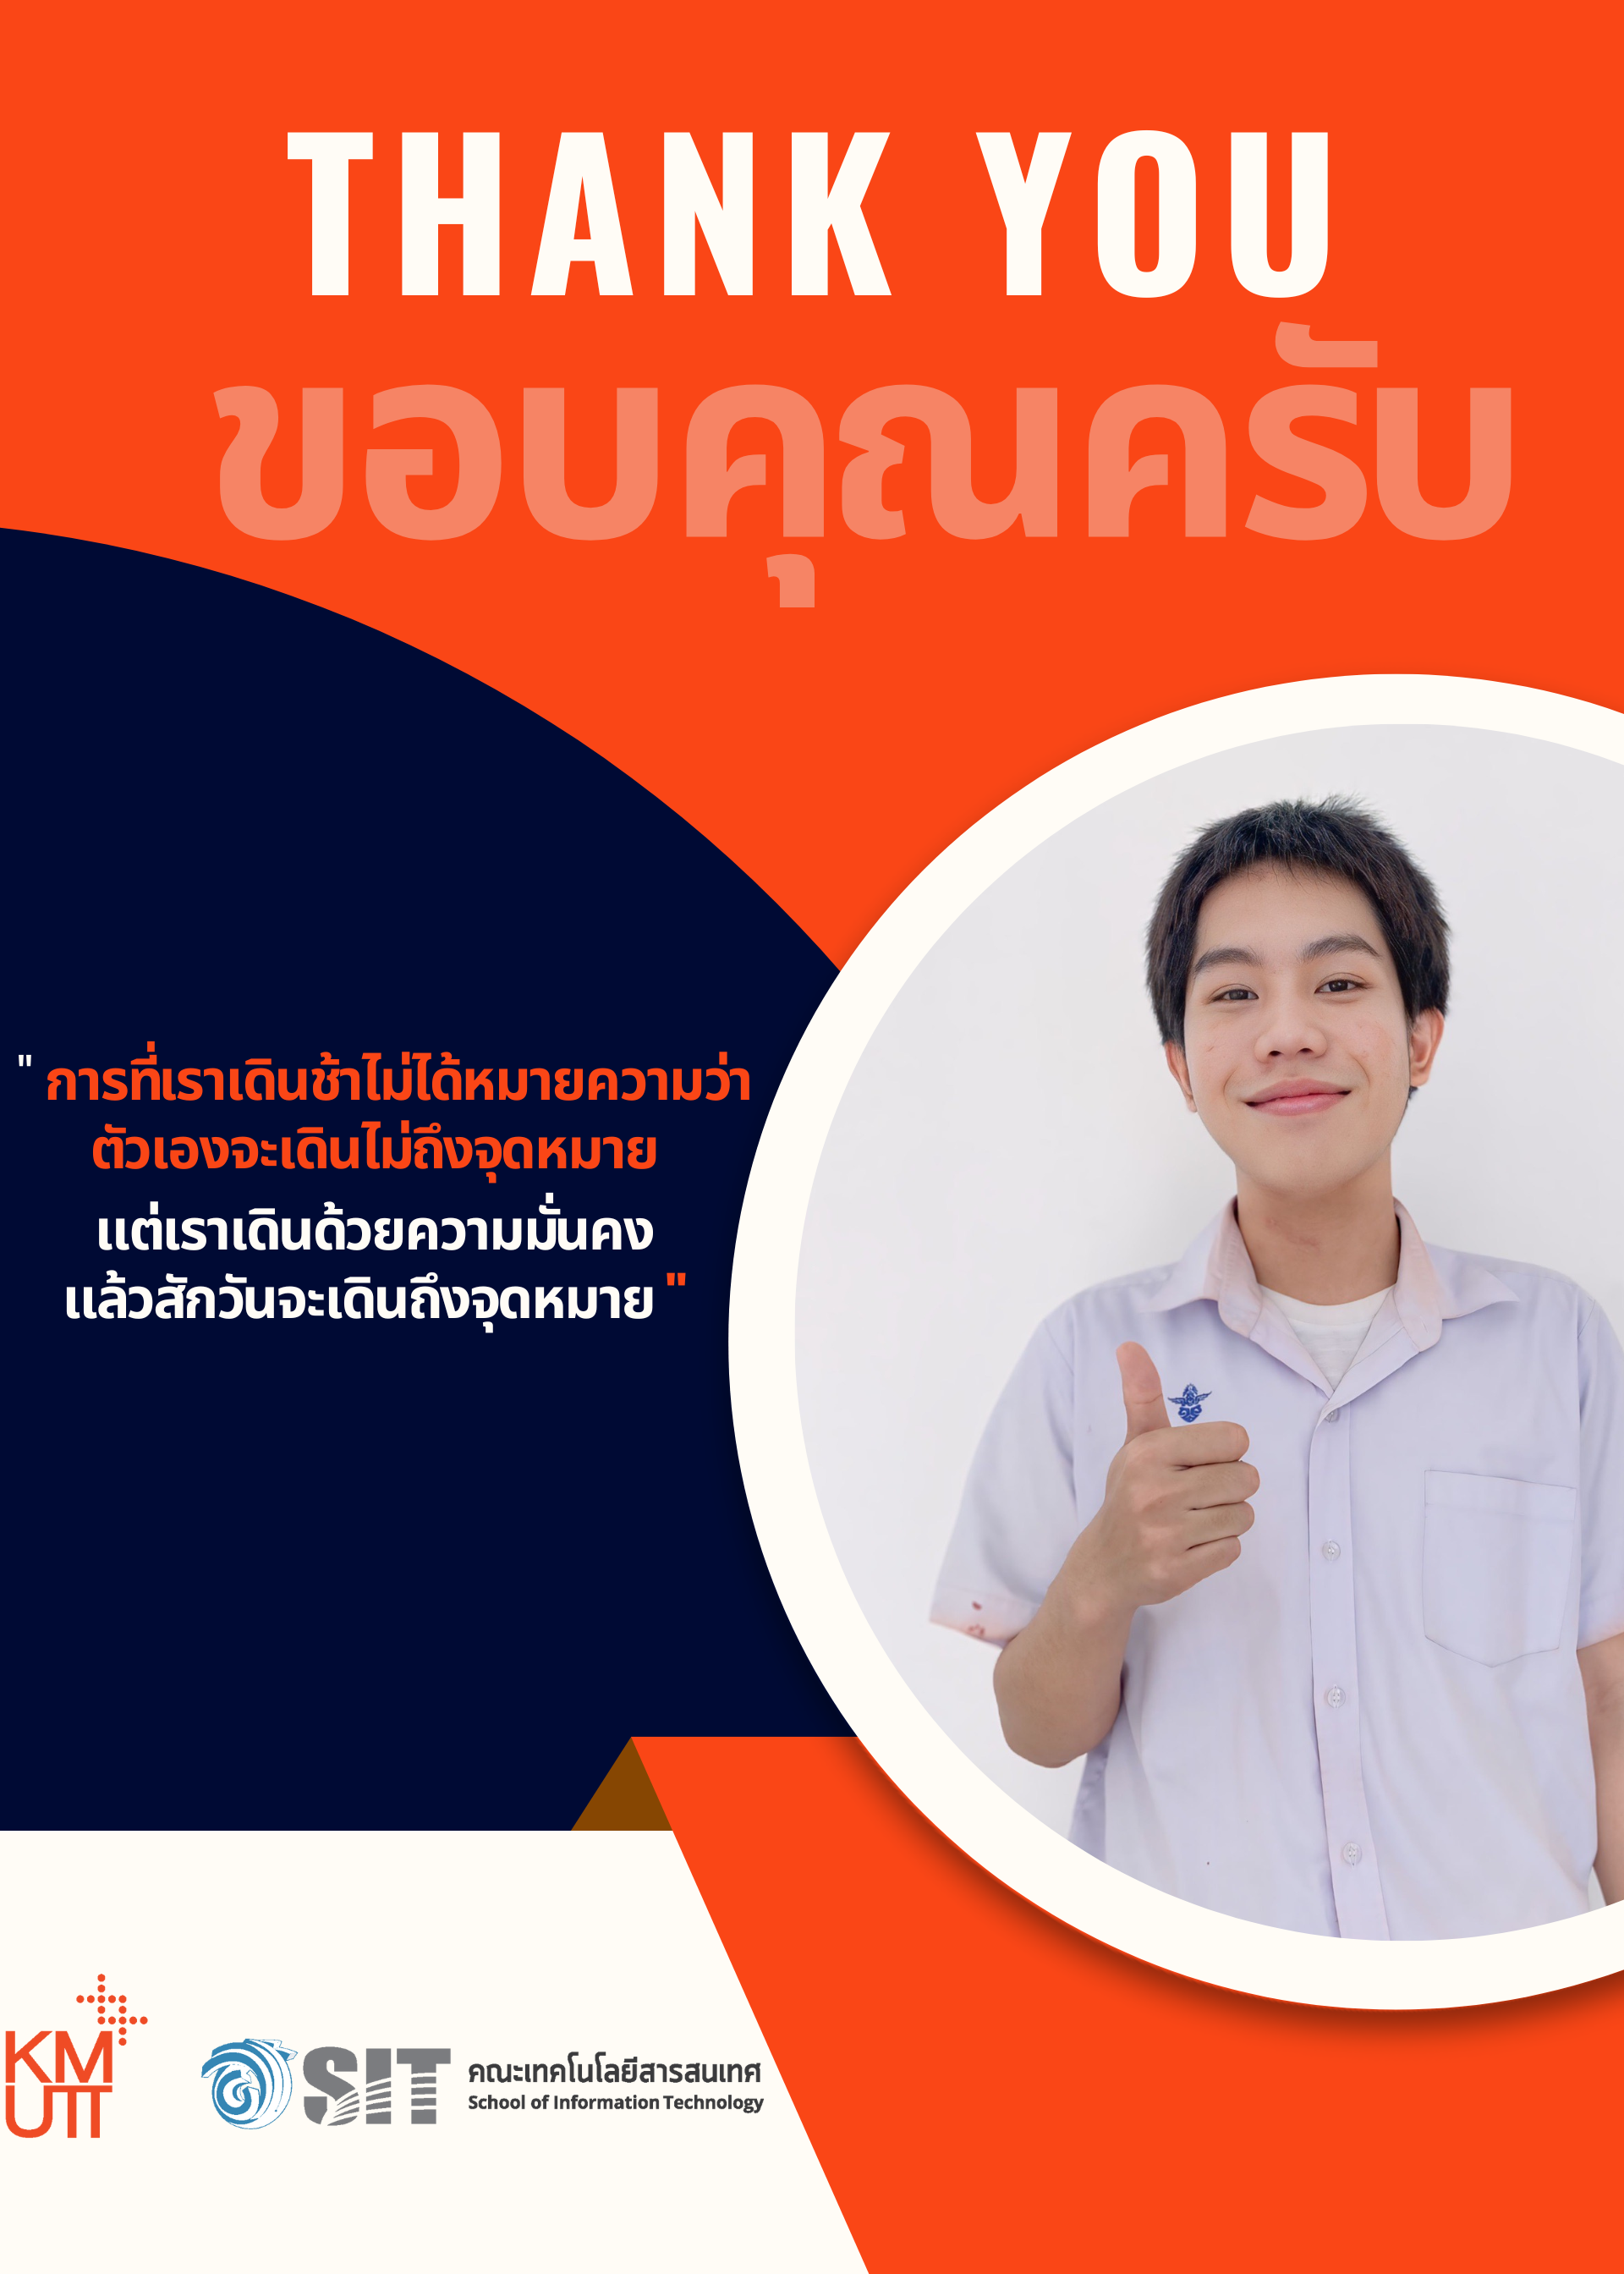 THANK YOU
ขอบคุณครับ
" การที่เราเดินช้าไม่ได้หมายความว่า
ตัวเองจะเดินไม่ถึงจุดหมาย
แต่เราเดินด้วยความมั่นคง
แล้วสักวันจะเดินถึงจุดหมาย "
KM
UTT
SIT
คณะเทคโนโลยีสารสนเทศ
School of Information Technology